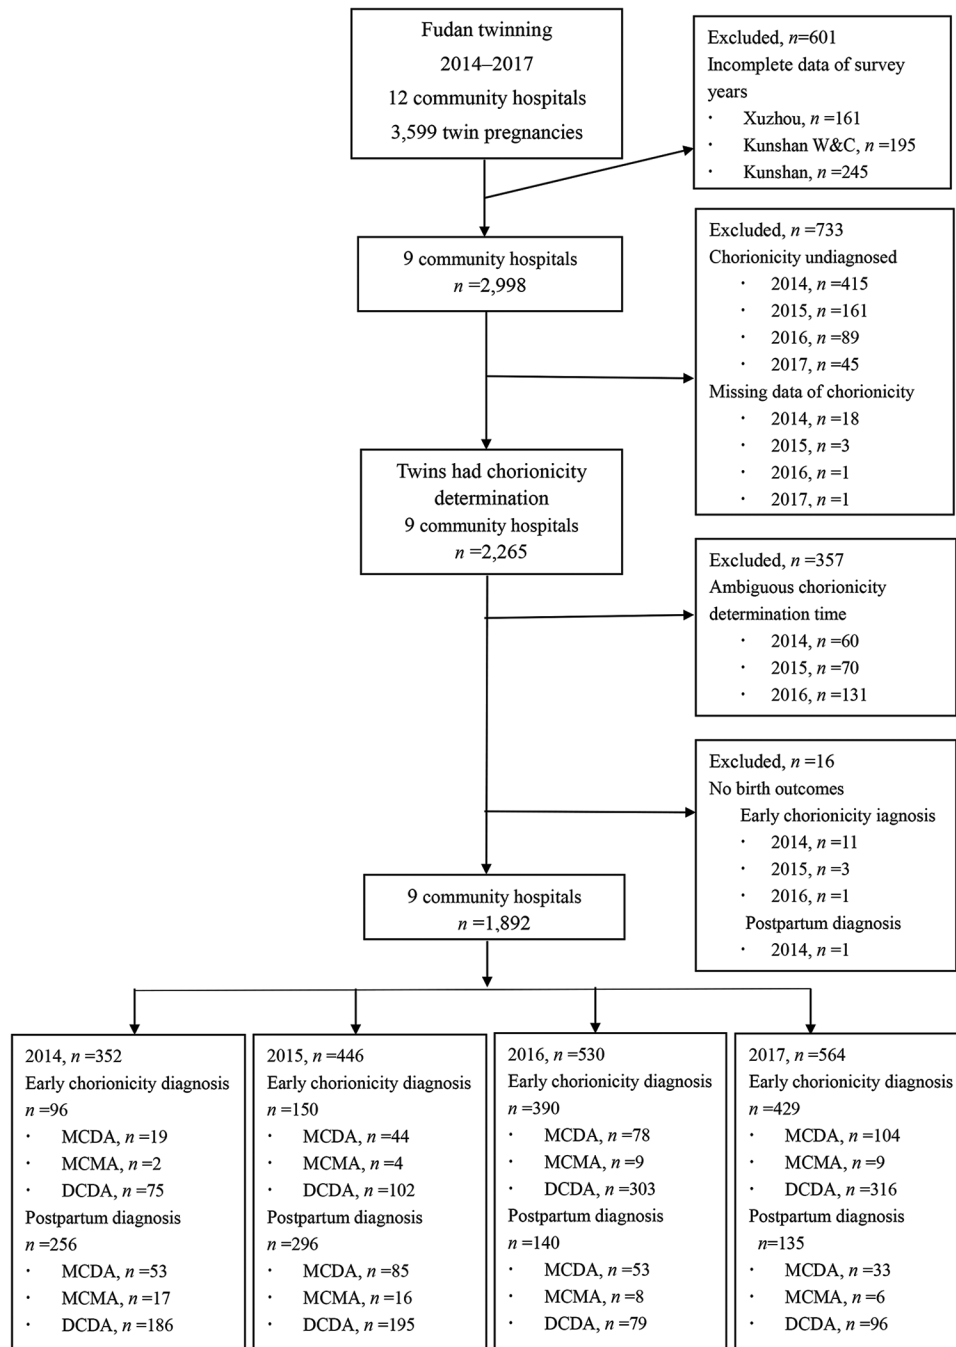 Fudan twinning
2014–2017
12 community hospitals
3,599 twin pregnancies
Excluded, n=601
Incomplete data of survey
years
· Xuzhou, n =161
· Kunshan W&C, n =195
· Kunshan, n =245
9 community hospitals
n =2,998
Excluded, n =733
Chorionicity undiagnosed
· 2014, n =415
· 2015, n =161
· 2016, n =89
· 2017, n =45
Missing data of chorionicity
· 2014, n =18
· 2015, n =3
· 2016, n =1
· 2017, n =1
Twins had chorionicity
determination
9 community hospitals
n =2,265
Excluded, n =357
Ambiguous chorionicity
determination time
· 2014, n =60
· 2015, n =70
· 2016, n =131
Excluded, n =16
No birth outcomes
Early chorionicity iagnosis
· 2014, n =11
· 2015, n =3
· 2016, n =1
Postpartum diagnosis
· 2014, n =1
9 community hospitals
n =1,892
2014, n =352
Early chorionicity diagnosis
n =96
· MCDA, n =19
· MCMA, n =2
· DCDA, n =75
Postpartum diagnosis
n =256
· MCDA, n =53
· MCMA, n =17
· DCDA, n =186
2015, n =446
Early chorionicity diagnosis
n =150
· MCDA, n =44
· MCMA, n =4
· DCDA, n =102
Postpartum diagnosis
n =296
· MCDA, n =85
· MCMA, n =16
· DCDA, n =195
2016, n =530
Early chorionicity diagnosis
n =390
· MCDA, n =78
· MCMA, n =9
· DCDA, n =303
Postpartum diagnosis
n =140
· MCDA, n =53
· MCMA, n =8
· DCDA, n =79
2017, n =564
Early chorionicity diagnosis
n =429
· MCDA, n =104
· MCMA, n =9
· DCDA, n =316
Postpartum diagnosis
n=135
· MCDA, n =33
· MCMA, n =6
· DCDA, n =96